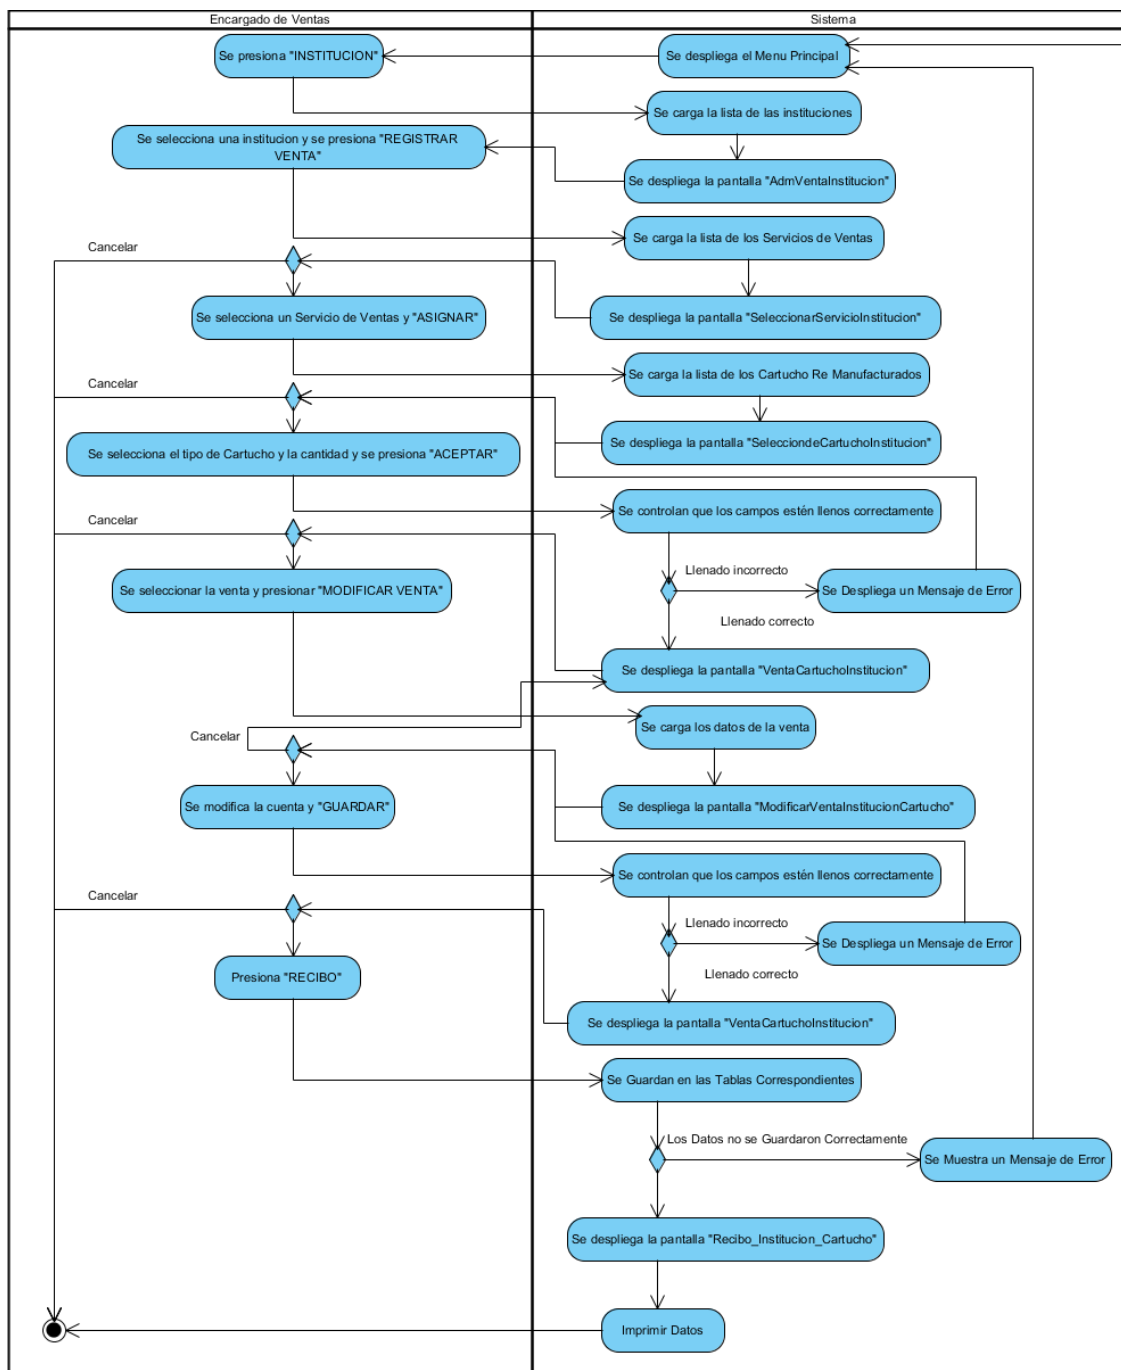 Encargado de Ventas
Sistema
Se presiona "INSTITUCION"
Se despliega el Menu Principal
Se carga la lista de las instituciones
Se selecciona una institucion y se presiona "REGISTRAR
VENTA"
Se despliega la pantalla "AdmVentaInstitucion"
Se carga la lista de los Servicios de Ventas
Cancelar
Se selecciona un Servicio de Ventas y "ASIGNAR"
Se despliega la pantalla "SeleccionarServicioInstitucion"
Se carga la lista de los Cartucho Re Manufacturados
Cancelar
Se selecciona el tipo de Cartucho y la cantidad y se presiona "ACEPTAR"
Se despliega la pantalla "SelecciondeCartuchoInstitucion"
Se controlan que los campos estén llenos correctamente
Cancelar
Llenado incorrecto
Se seleccionar la venta y presionar "MODIFICAR VENTA"
Se Despliega un Mensaje de Error
Llenado correcto
Se despliega la pantalla "VentaCartuchoInstitucion"
Se carga los datos de la venta
Cancelar
Se modifica la cuenta y "GUARDAR"
Se despliega la pantalla "ModificarVentaInstitucionCartucho"
Se controlan que los campos estén llenos correctamente
Cancelar
Llenado incorrecto
Se Despliega un Mensaje de Error
Presiona "RECIBO"
Llenado correcto
Se despliega la pantalla "VentaCartuchoInstitucion"
Se Guardan en las Tablas Correspondientes
Los Datos no se Guardaron Correctamente
Se Muestra un Mensaje de Error
Se despliega la pantalla "Recibo_Institucion_Cartucho"
Imprimir Datos